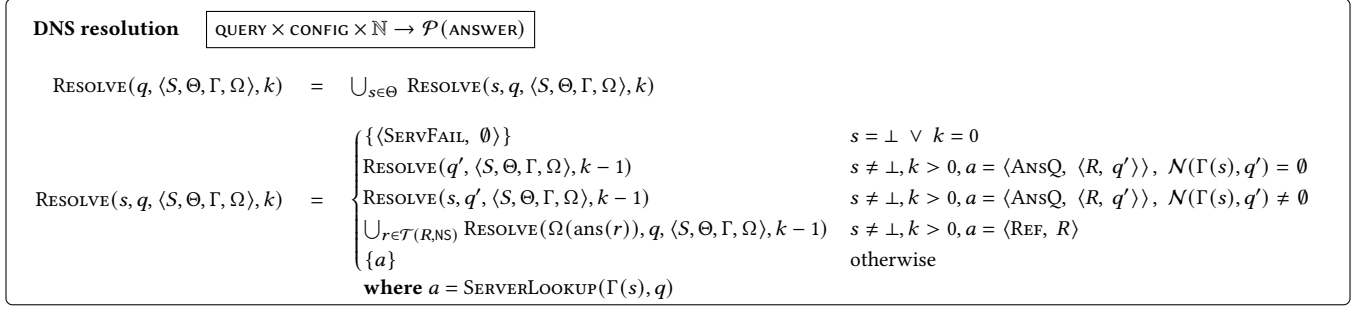 DNS resolution QUERY × CONFIG × ℕ → 𝒫(ANSWER)
RESOLVE(q, ⟨S, Θ, Γ, Ω⟩, k) = ⋃_{s∈Θ} RESOLVE(s, q, ⟨S, Θ, Γ, Ω⟩, k)
{⟨SERVFAIL, ∅⟩} s = ⊥ ∨ k = 0
RESOLVE(q′, ⟨S, Θ, Γ, Ω⟩, k − 1) s ≠ ⊥, k > 0, a = ⟨ANSQ, ⟨R, q′⟩⟩, 𝒩(Γ(s), q′) = ∅
RESOLVE(s, q, ⟨S, Θ, Γ, Ω⟩, k) = { RESOLVE(s, q′, ⟨S, Θ, Γ, Ω⟩, k − 1) s ≠ ⊥, k > 0, a = ⟨ANSQ, ⟨R, q′⟩⟩, 𝒩(Γ(s), q′) ≠ ∅
⋃_{r∈𝒯(R,NS)} RESOLVE(Ω(ans(r)), q, ⟨S, Θ, Γ, Ω⟩, k − 1) s ≠ ⊥, k > 0, a = ⟨REF, R⟩
{a} otherwise
where a = SERVERLOOKUP(Γ(s), q)